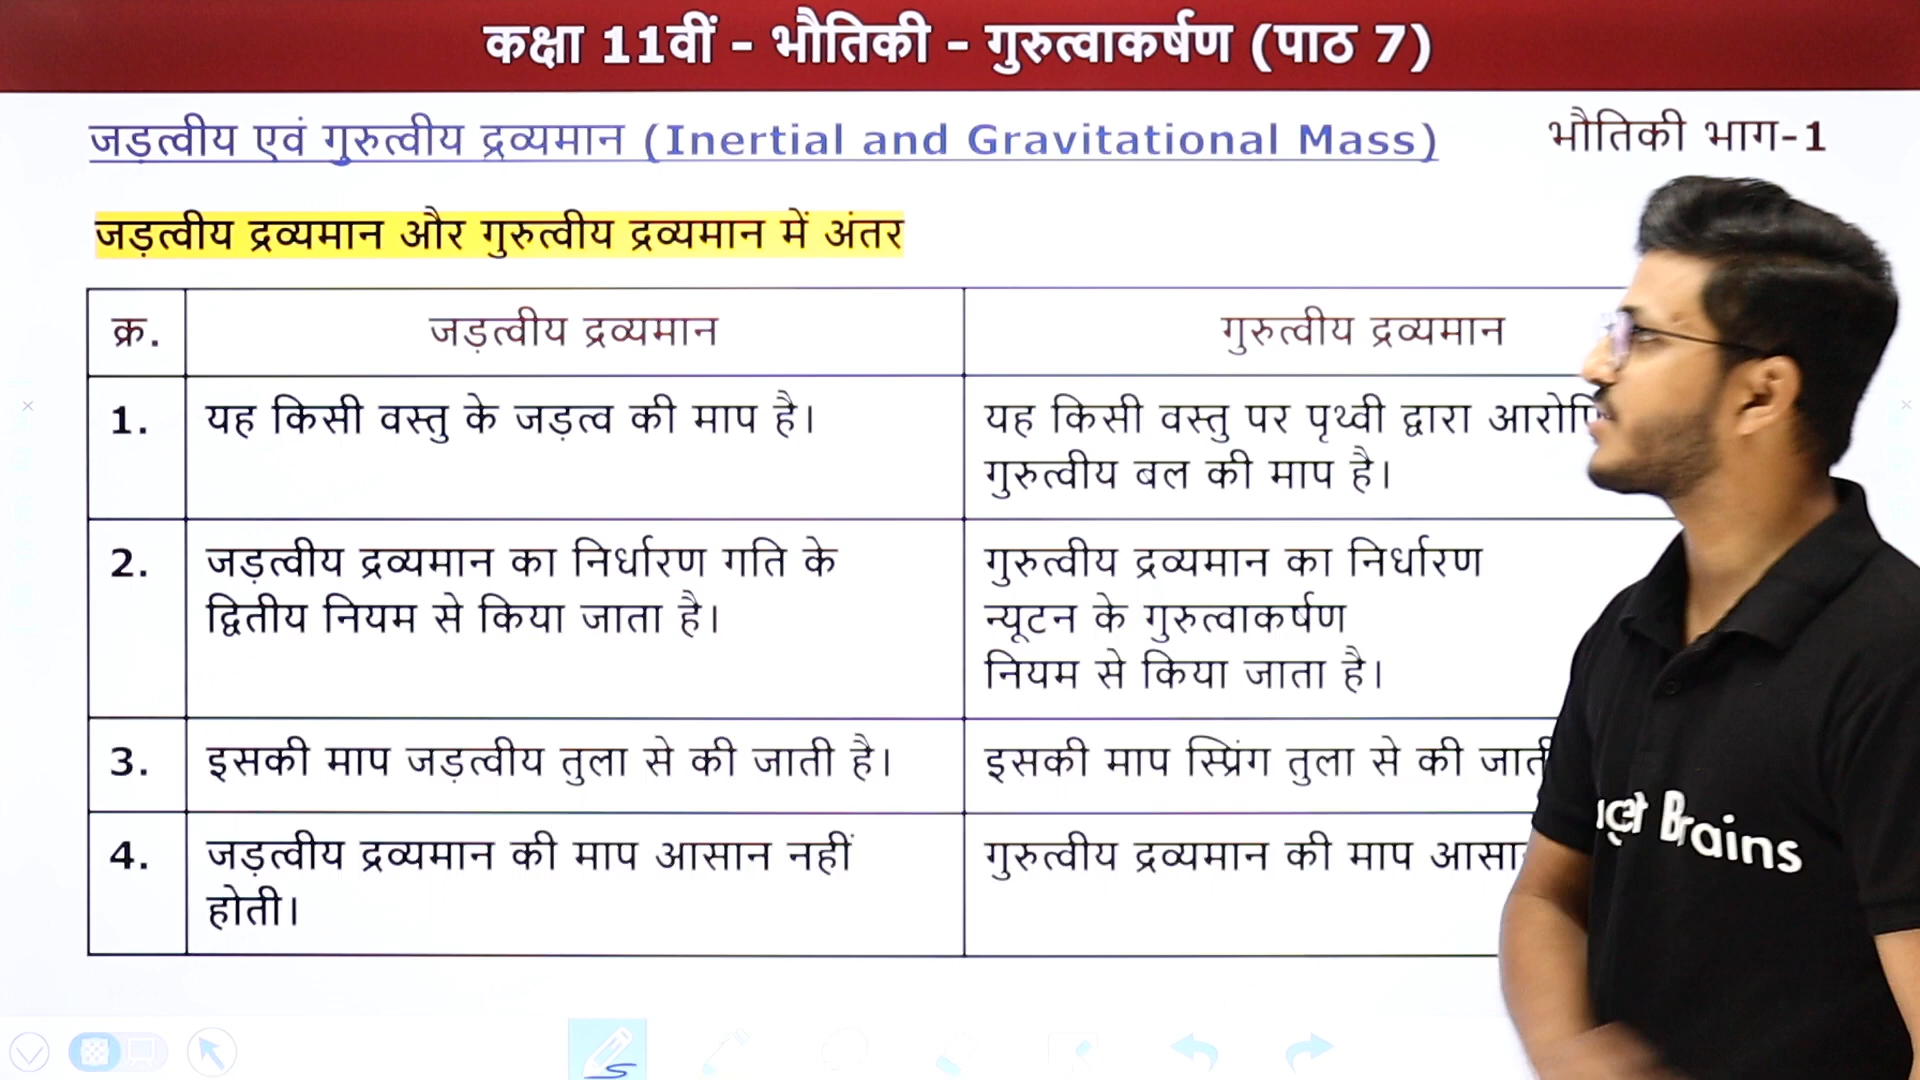 कक्षा 11वीं - भौतिकी - गुरुत्वाकर्षण (पाठ 7)
जड़त्वीय एवं गुरुत्वीय द्रव्यमान (Inertial and Gravitational Mass)
भौतिकी भाग-1
जड़त्वीय द्रव्यमान और गुरुत्वीय द्रव्यमान में अंतर
क्र. जड़त्वीय द्रव्यमान गुरुत्वीय द्रव्यमान
1. यह किसी वस्तु के जड़त्व की माप है।
यह किसी वस्तु पर पृथ्वी द्वारा
गुरुत्वीय बल की माप है।
2. जड़त्वीय द्रव्यमान का निर्धारण गति के
द्वितीय नियम से किया जाता है।
गुरुत्वीय द्रव्यमान का निर्धारण
न्यूटन के गुरुत्वाकर्षण
नियम से किया जाता है।
3. इसकी माप जड़त्वीय तुला से की जाती है।
इसकी माप स्प्रिंग तुला से की
4. जड़त्वीय द्रव्यमान की माप आसान नहीं
होती।
गुरुत्वीय द्रव्यमान की माप
Brains